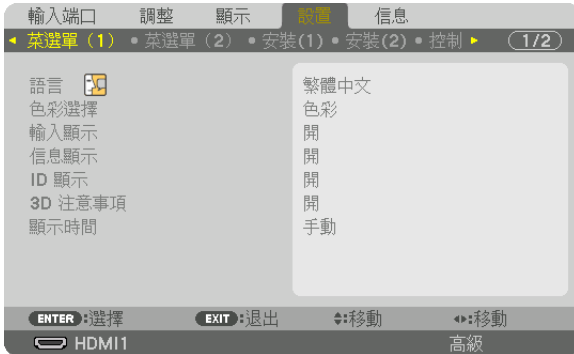 輸入端口 調整 顯示 設置 信息
菜選單（1） ● 菜選單（2） ● 安裝(1) ● 安裝(2) ● 控制 (1/2)
語言 繁體中文
色彩選擇 色彩
輸入顯示 開
信息顯示 開
ID 顯示 開
3D 注意事項 開
顯示時間 手動
ENTER:選擇 EXIT:退出 :移動 :移動
HDMI1 高級